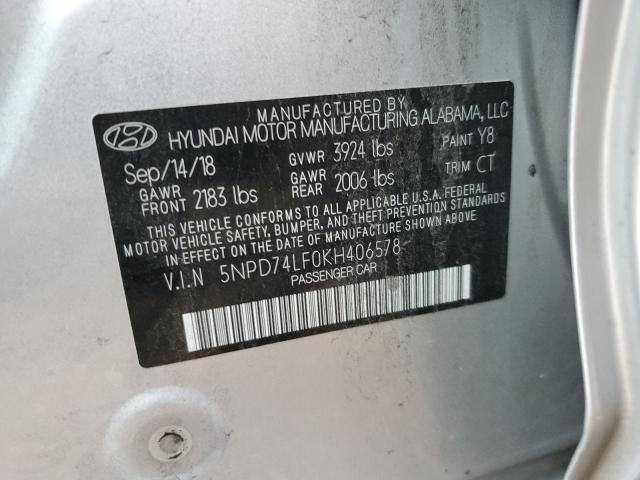 MANUFACTURED BY
HYUNDAI MOTOR MANUFACTURING ALABAMA, LLC
Sep/14/18 GVWR 3924 lbs PAINT Y8
GAWR FRONT 2183 lbs GAWR REAR 2006 lbs TRIM CT
THIS VEHICLE CONFORMS TO ALL APPLICABLE U.S.A. FEDERAL
MOTOR VEHICLE SAFETY, BUMPER, AND THEFT PREVENTION STANDARDS
IN EFFECT ON THE DATE OF MANUFACTURE SHOWN ABOVE.
V.I.N 5NPD74LF0KH406578
PASSENGER CAR